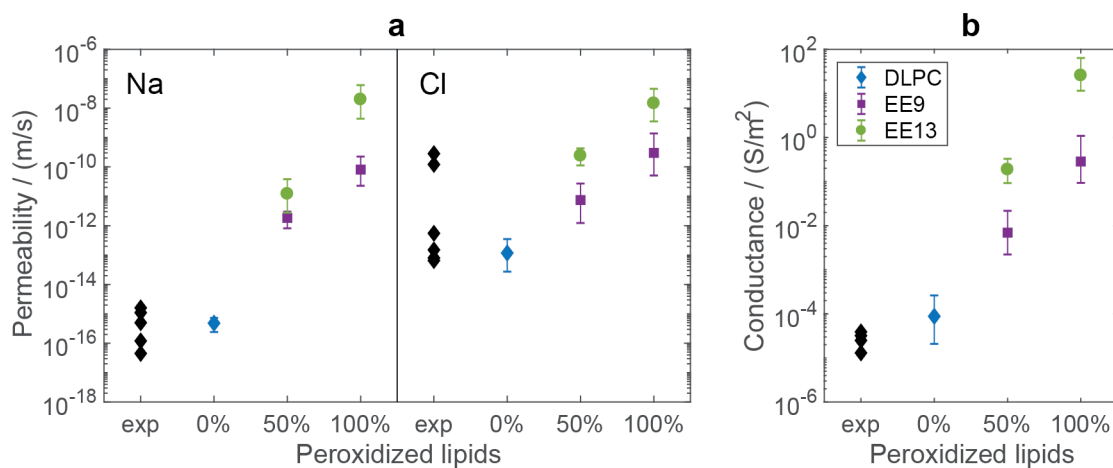 a
b
Na
Cl
Permeability / (m/s)
10^-6
10^-8
10^-10
10^-12
10^-14
10^-16
10^-18
exp 0% 50% 100% exp 0% 50% 100%
Peroxidized lipids
Conductance / (S/m^2)
10^2
10^0
10^-2
10^-4
10^-6
DLPC
EE9
EE13
exp 0% 50% 100%
Peroxidized lipids